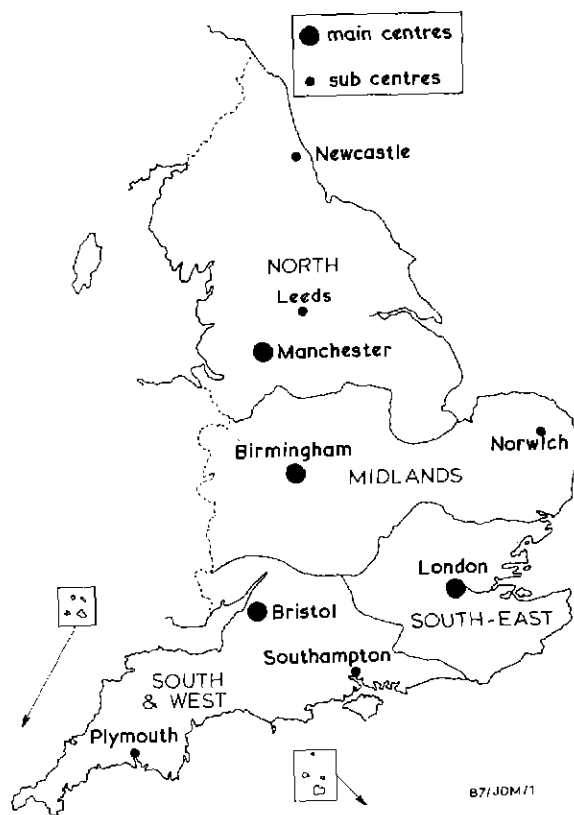 main centres
sub centres
Newcastle
NORTH
Leeds
Manchester
Birmingham
Norwich
MIDLANDS
London
Bristol
SOUTH-EAST
Southampton
SOUTH
& WEST
Plymouth
B7/JDM/1